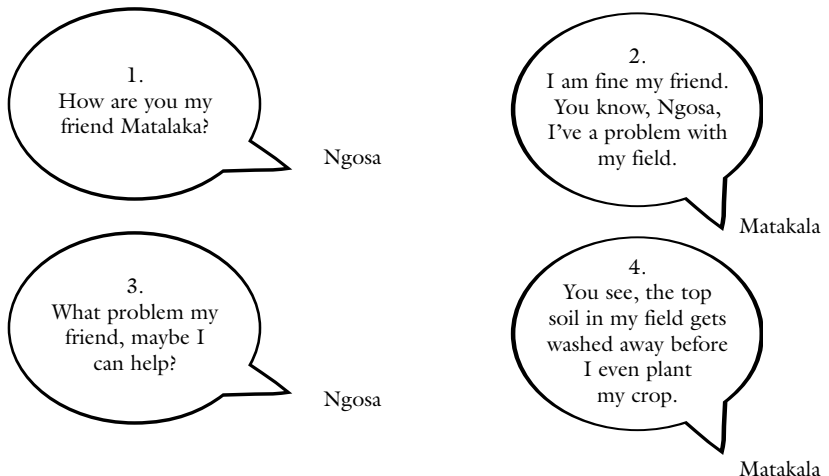 1.
How are you my
friend Matalaka?
Ngosa
2.
I am fine my friend.
You know, Ngosa,
I've a problem with
my field.
Matakala
3.
What problem my
friend, maybe I
can help?
Ngosa
4.
You see, the top
soil in my field gets
washed away before
I even plant
my crop.
Matakala